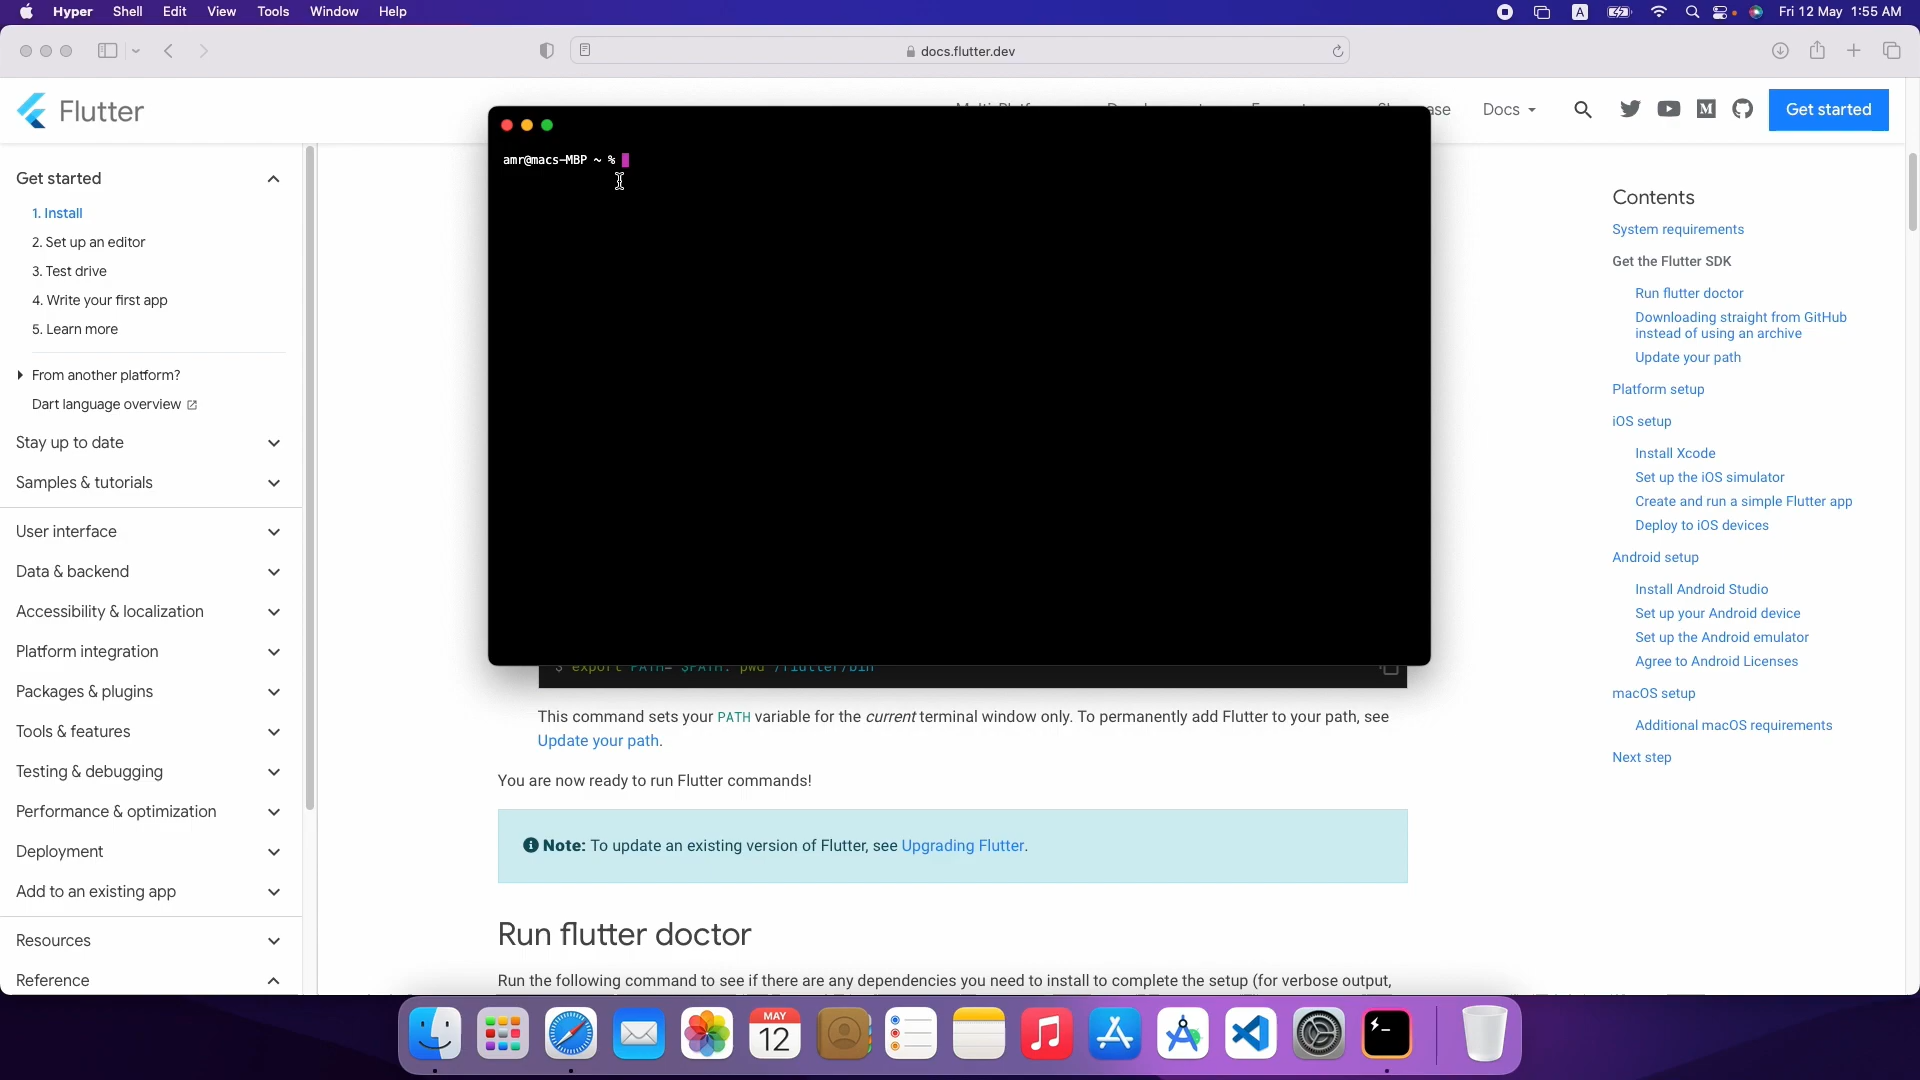 Hyper Shell Edit View Tools Window Help
A
Fri 12 May 1:55 AM
docs.flutter.dev
Flutter
Docs
Get started
amr@macs-MBP ~ %
Get started
1. Install
2. Set up an editor
3. Test drive
4. Write your first app
5. Learn more
From another platform?
Dart language overview
Stay up to date
Samples & tutorials
User interface
Data & backend
Accessibility & localization
Platform integration
Packages & plugins
Tools & features
Testing & debugging
Performance & optimization
Deployment
Add to an existing app
Resources
Reference
$ export PATH="$PATH:`pwd`/flutter/bin"
This command sets your PATH variable for the current terminal window only. To permanently add Flutter to your path, see
Update your path.
You are now ready to run Flutter commands!
Note: To update an existing version of Flutter, see Upgrading Flutter.
Run flutter doctor
Run the following command to see if there are any dependencies you need to install to complete the setup (for verbose output,
Contents
System requirements
Get the Flutter SDK
Run flutter doctor
Downloading straight from GitHub
instead of using an archive
Update your path
Platform setup
iOS setup
Install Xcode
Set up the iOS simulator
Create and run a simple Flutter app
Deploy to iOS devices
Android setup
Install Android Studio
Set up your Android device
Set up the Android emulator
Agree to Android Licenses
macOS setup
Additional macOS requirements
Next step
MAY
12